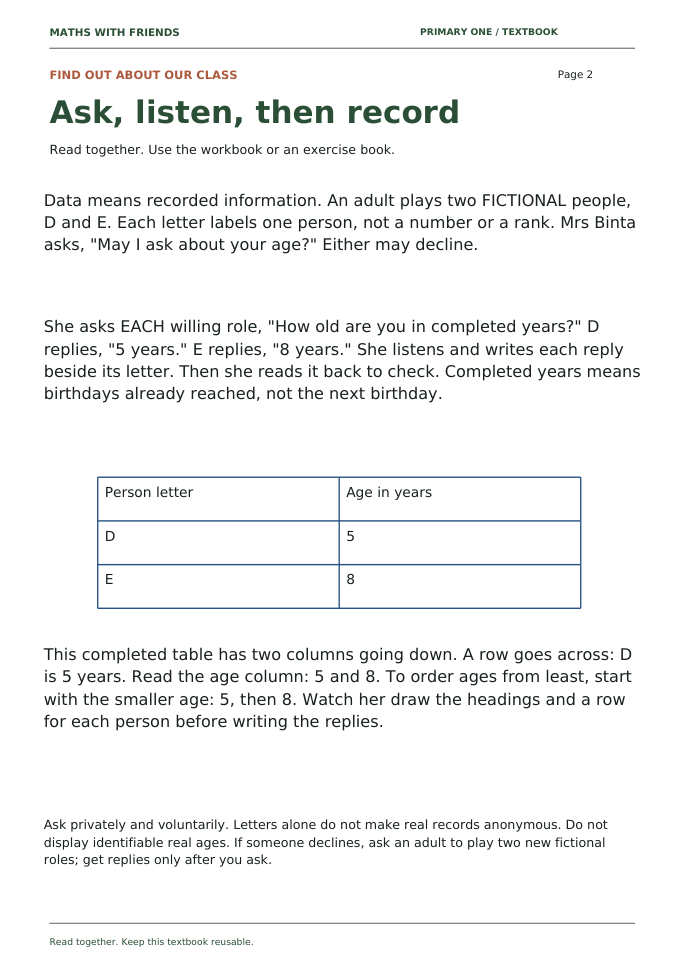 MATHS WITH FRIENDS
PRIMARY ONE / TEXTBOOK
FIND OUT ABOUT OUR CLASS
Page 2
Ask, listen, then record
Read together. Use the workbook or an exercise book.
Data means recorded information. An adult plays two FICTIONAL people,
D and E. Each letter labels one person, not a number or a rank. Mrs Binta
asks, "May I ask about your age?" Either may decline.
She asks EACH willing role, "How old are you in completed years?" D
replies, "5 years." E replies, "8 years." She listens and writes each reply
beside its letter. Then she reads it back to check. Completed years means
birthdays already reached, not the next birthday.
Person letter
Age in years
D
5
E
8
This completed table has two columns going down. A row goes across: D
is 5 years. Read the age column: 5 and 8. To order ages from least, start
with the smaller age: 5, then 8. Watch her draw the headings and a row
for each person before writing the replies.
Ask privately and voluntarily. Letters alone do not make real records anonymous. Do not
display identifiable real ages. If someone declines, ask an adult to play two new fictional
roles; get replies only after you ask.
Read together. Keep this textbook reusable.